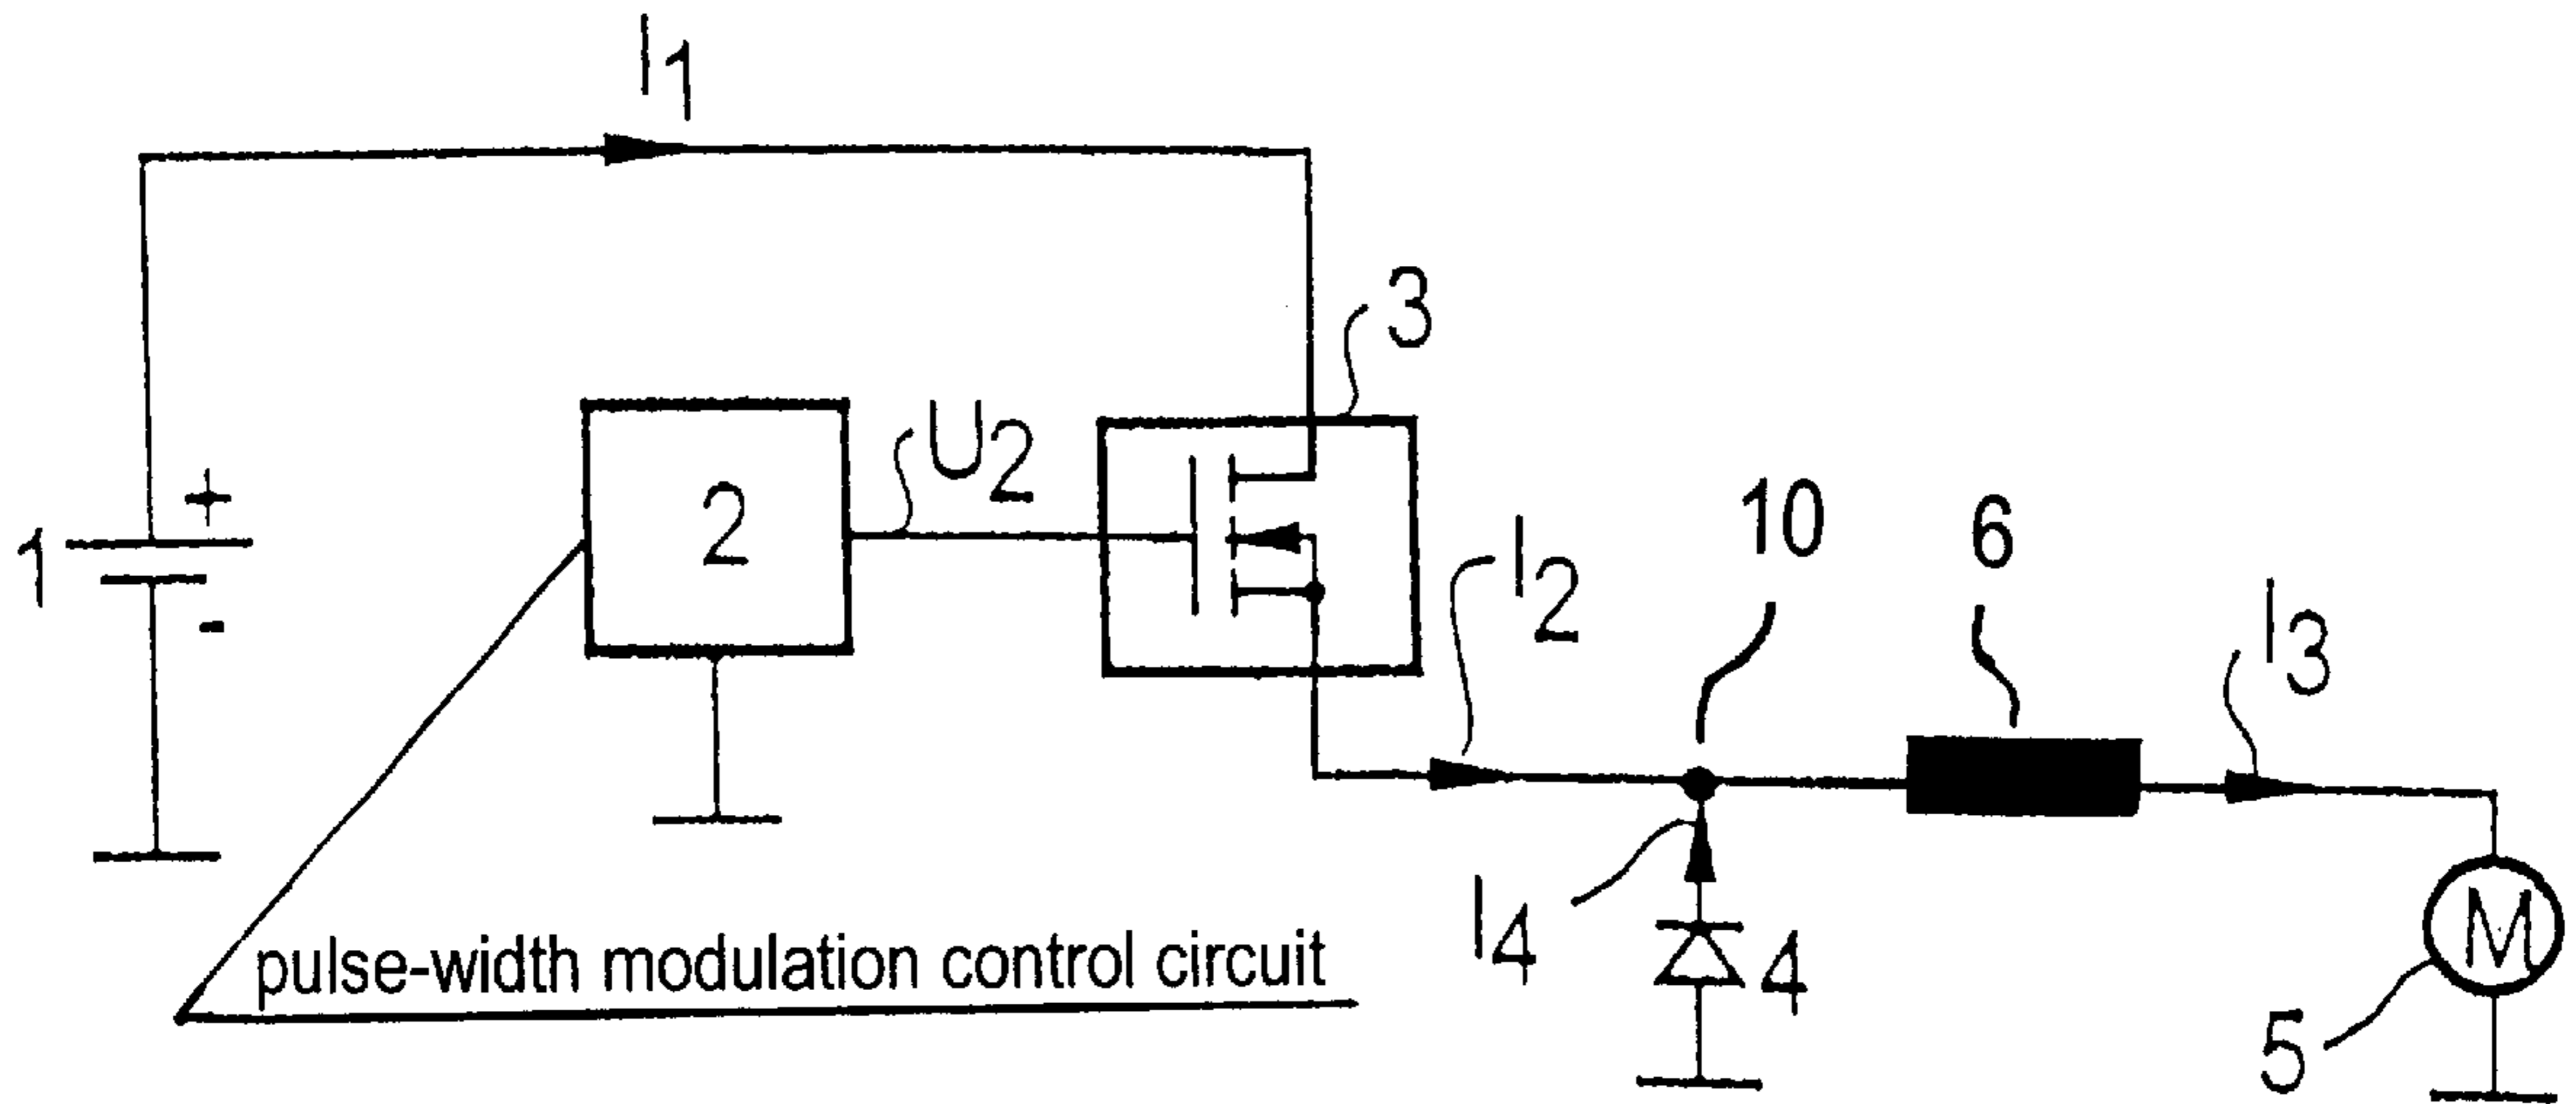 I1
3
U2
2
+
1
-
10
6
I2
I3
I4
4
M
5
pulse-width modulation control circuit